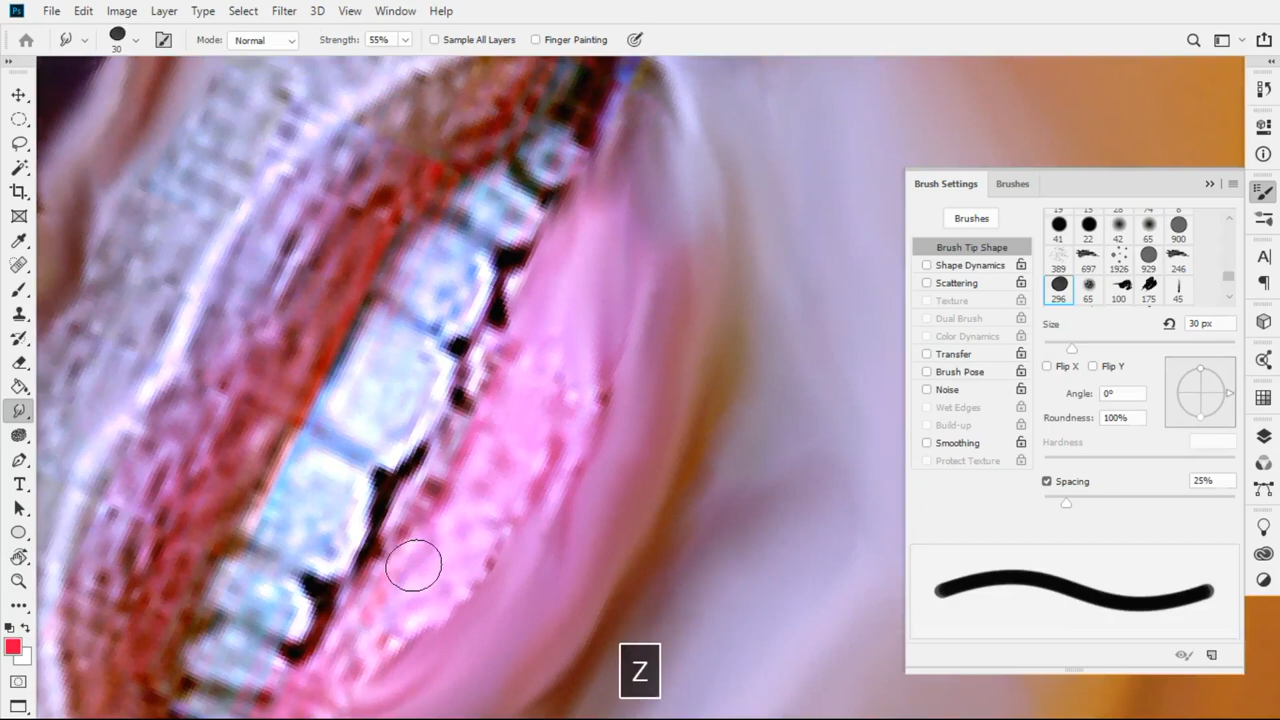 Ps File Edit Image Layer Type Select Filter 3D View Window Help
30 Mode: Normal Strength: 55% Sample All Layers Finger Painting
Brush Settings Brushes
Brushes
41 22 42 65 900
Brush Tip Shape
Shape Dynamics
389 697 1926 929 246
Scattering
296 65 100 175 45
Texture
Dual Brush
Size 30 px
Color Dynamics
Transfer
Flip X Flip Y
Brush Pose
Noise
Angle: 0°
Wet Edges
Roundness: 100%
Build-up
Smoothing
Hardness
Protect Texture
Spacing 25%
Z